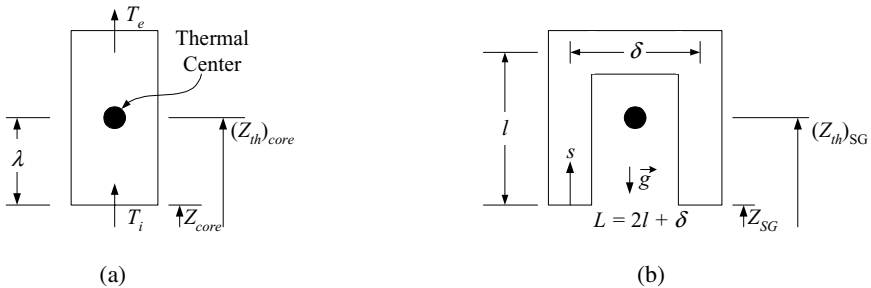 T_e
Thermal
Center
λ
(Z_th)_core
T_i
Z_core
(a)
δ
l
s
g⃗
L = 2l + δ
(Z_th)_SG
Z_SG
(b)